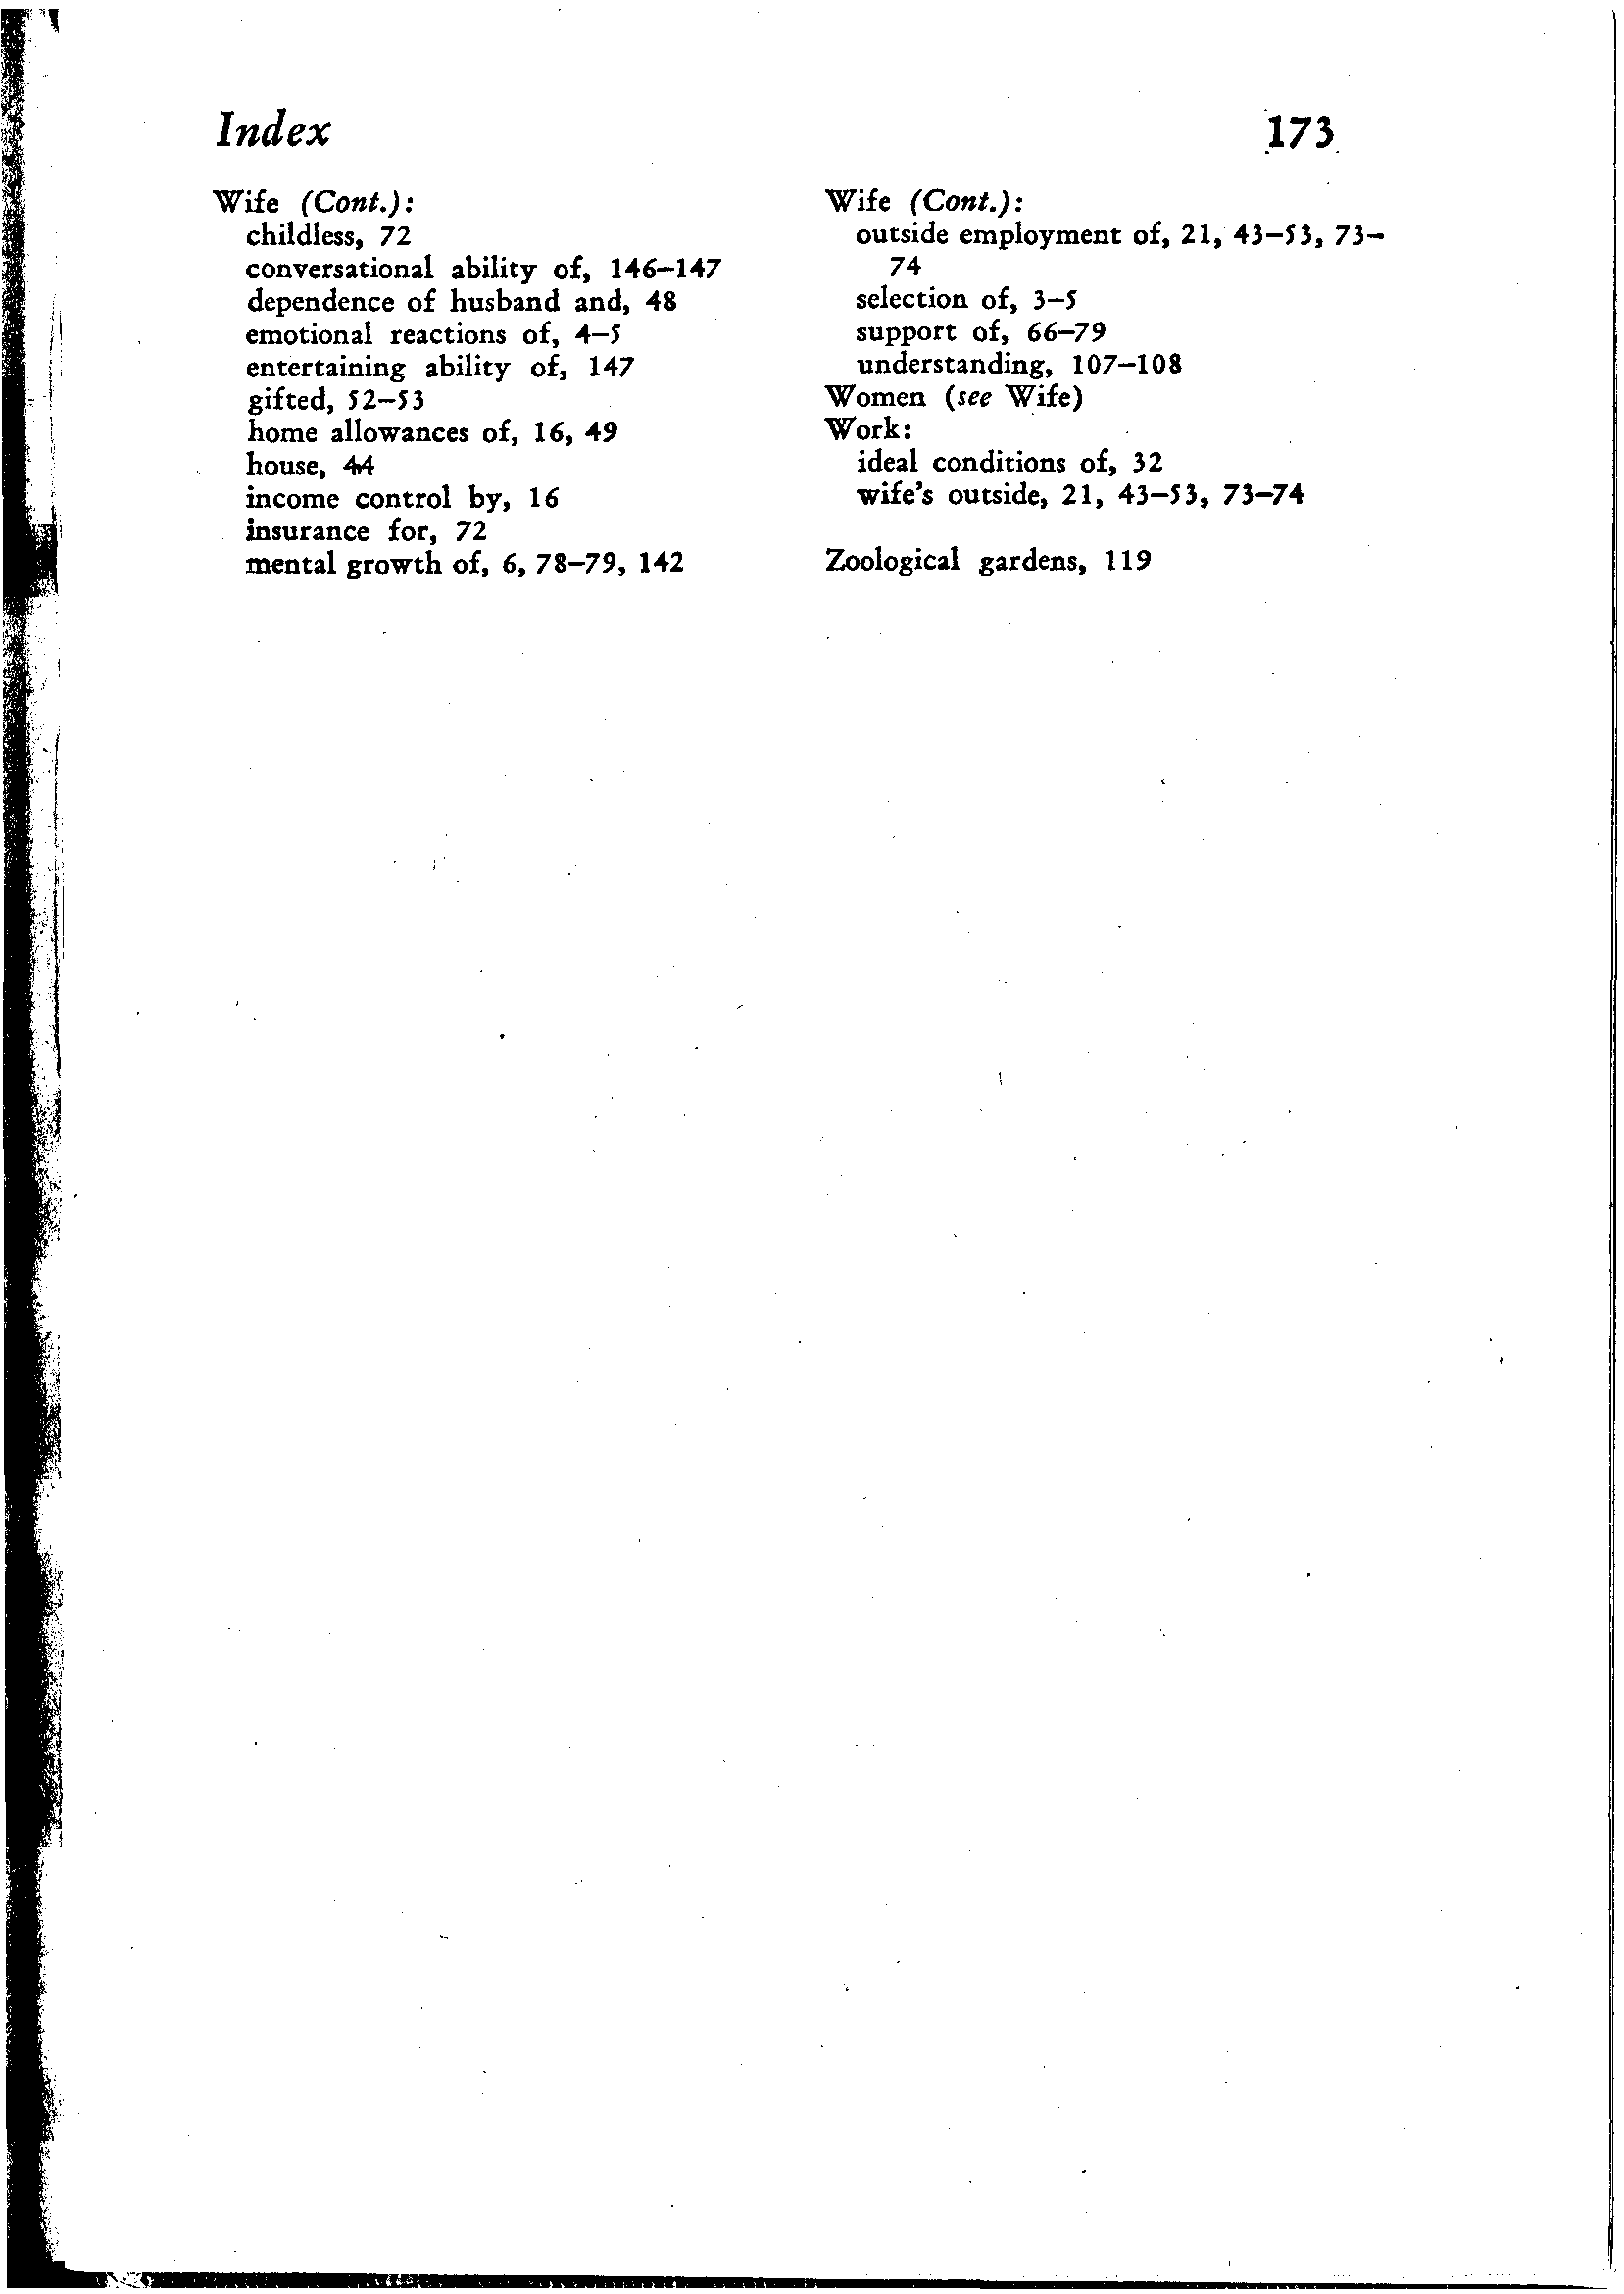 Index 173
Wife (Cont.):
childless, 72
conversational ability of, 146–147
dependence of husband and, 48
emotional reactions of, 4–5
entertaining ability of, 147
gifted, 52–53
home allowances of, 16, 49
house, 44
income control by, 16
insurance for, 72
mental growth of, 6, 78–79, 142
Wife (Cont.):
outside employment of, 21, 43–53, 73–
74
selection of, 3–5
support of, 66–79
understanding, 107–108
Women (see Wife)
Work:
ideal conditions of, 32
wife's outside, 21, 43–53, 73–74
Zoological gardens, 119